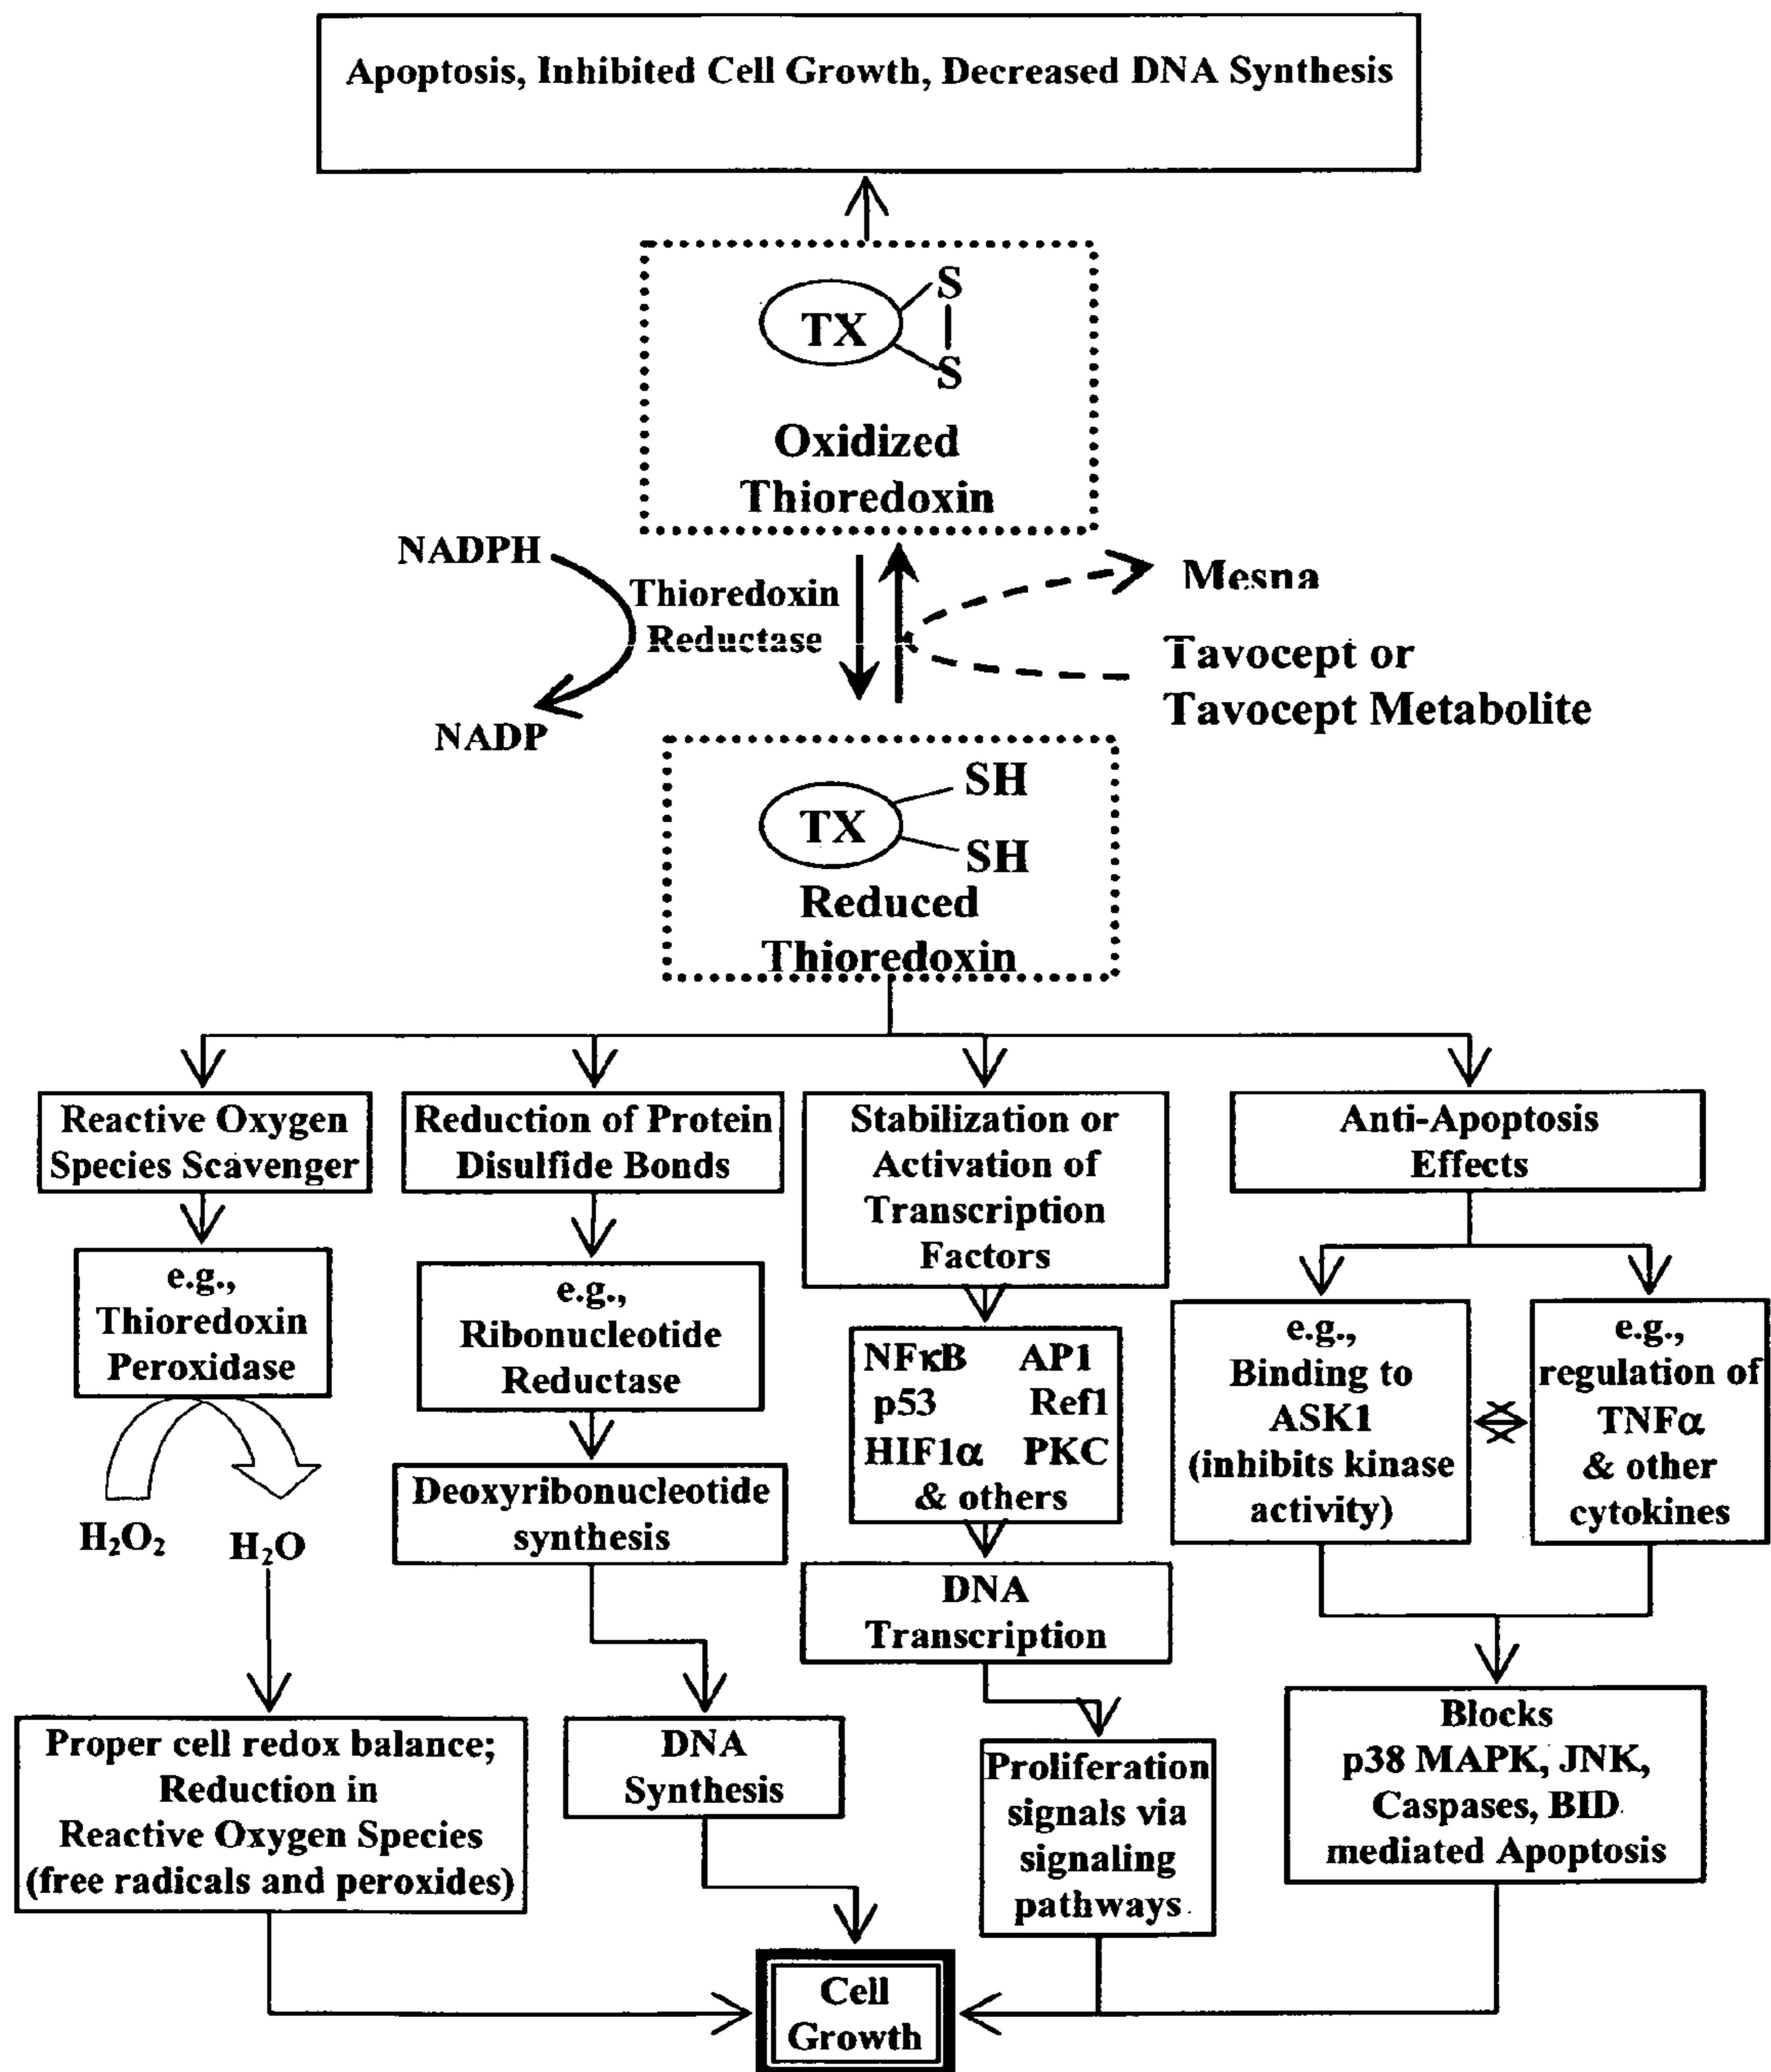 Apoptosis, Inhibited Cell Growth, Decreased DNA Synthesis
TX
S
S
Oxidized
Thioredoxin
NADPH
Thioredoxin
Reductase
NADP
Mesna
Tavocept or
Tavocept Metabolite
TX
SH
SH
Reduced
Thioredoxin
Reactive Oxygen
Species Scavenger
e.g.,
Thioredoxin
Peroxidase
H₂O₂
H₂O
Proper cell redox balance;
Reduction in
Reactive Oxygen Species
(free radicals and peroxides)
Reduction of Protein
Disulfide Bonds
e.g.,
Ribonucleotide
Reductase
Deoxyribonucleotide
synthesis
DNA
Synthesis
Stabilization or
Activation of
Transcription
Factors
NFκB AP1
p53 Ref1
HIF1α PKC
& others
DNA
Transcription
Proliferation
signals via
signaling
pathways
Anti-Apoptosis
Effects
e.g.,
Binding to
ASK1
(inhibits kinase
activity)
e.g.,
regulation of
TNFα
& other
cytokines
Blocks
p38 MAPK, JNK,
Caspases, BID
mediated Apoptosis
Cell
Growth